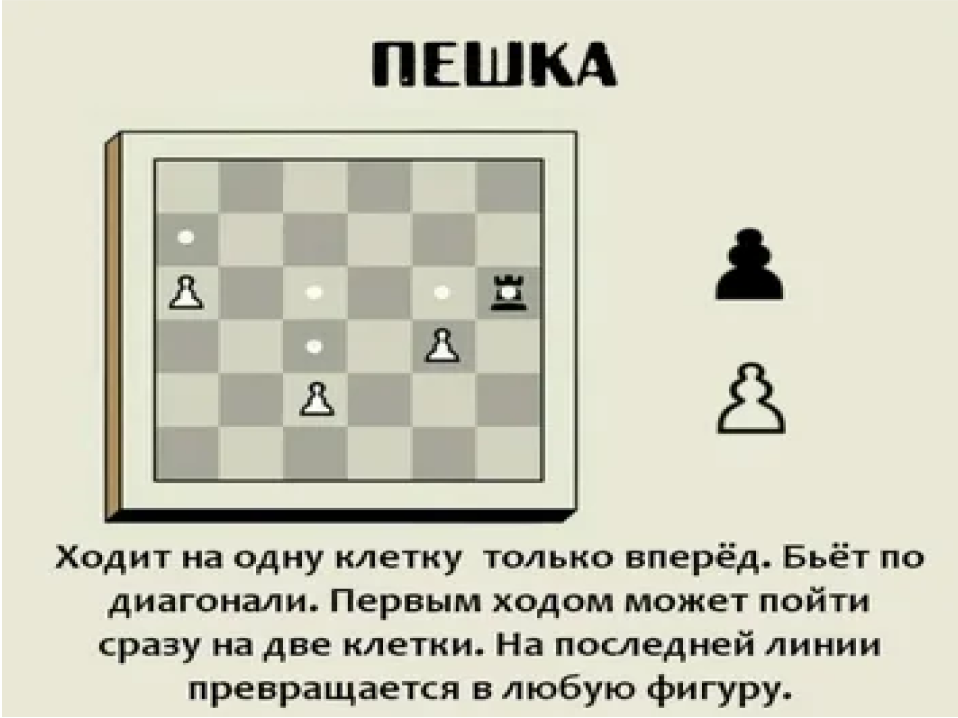 ПЕШКА
Ходит на одну клетку только вперёд. Бьёт по
диагонали. Первым ходом может пойти
сразу на две клетки. На последней линии
превращается в любую фигуру.